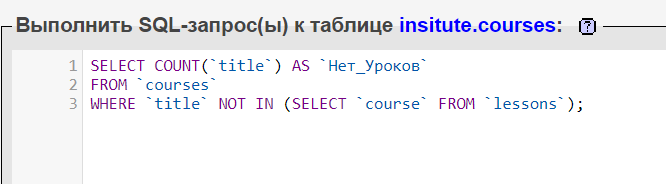 Выполнить SQL-запрос(ы) к таблице insitute.courses:
1 SELECT COUNT(`title`) AS `Нет_Уроков`
2 FROM `courses`
3 WHERE `title` NOT IN (SELECT `course` FROM `lessons`);